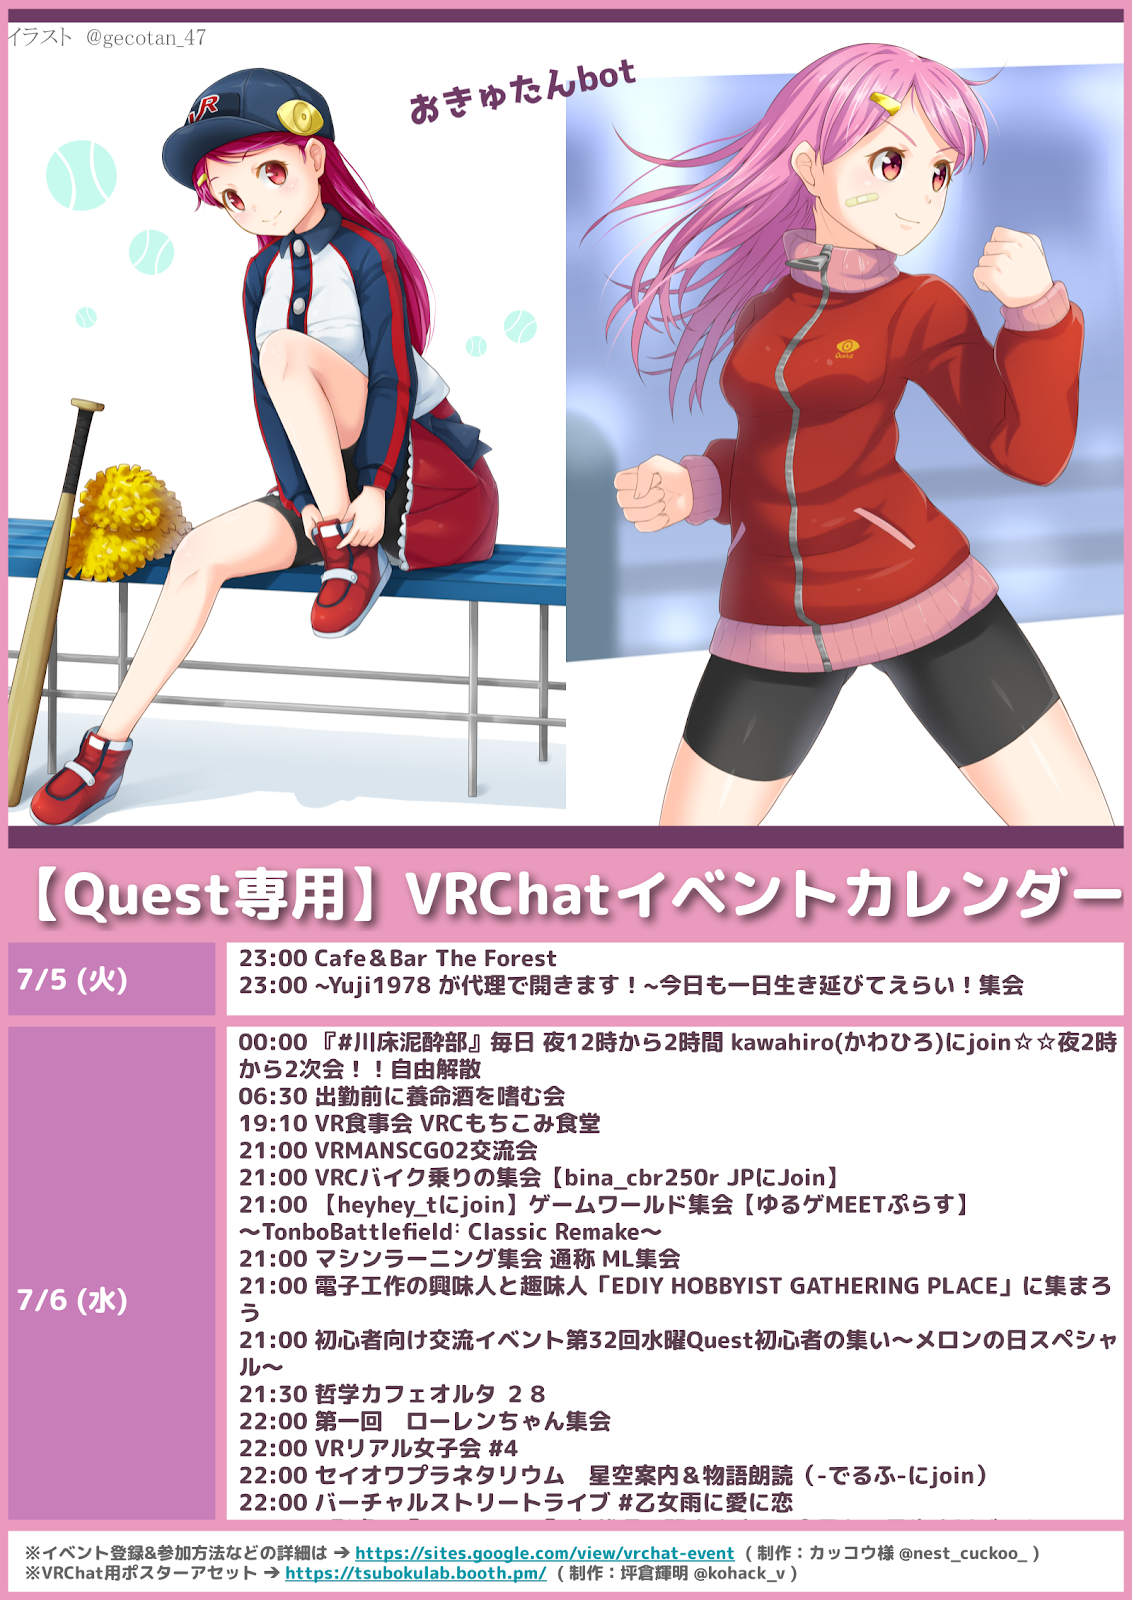 イラスト @gecotan_47
おきゅたんbot
VR
Quest
【Quest専用】VRChatイベントカレンダー
7/5 (火)
23:00 Cafe＆Bar The Forest
23:00 ~Yuji1978 が代理で開きます！~今日も一日生き延びてえらい！集会
7/6 (水)
00:00 『#川床泥酔部』毎日 夜12時から2時間 kawahiro(かわひろ)にjoin☆☆夜2時
から2次会！！自由解散
06:30 出勤前に養命酒を嗜む会
19:10 VR食事会 VRCもちこみ食堂
21:00 VRMANSCG02交流会
21:00 VRCバイク乗りの集会【bina_cbr250r JPにJoin】
21:00 【heyhey_tにjoin】ゲームワールド集会【ゆるゲMEETぷらす】
～TonboBattlefield: Classic Remake～
21:00 マシンラーニング集会 通称 ML集会
21:00 電子工作の興味人と趣味人「EDIY HOBBYIST GATHERING PLACE」に集まろ
う
21:00 初心者向け交流イベント第32回水曜Quest初心者の集い～メロンの日スペシャ
ル～
21:30 哲学カフェオルタ ２８
22:00 第一回　ローレンちゃん集会
22:00 VRリアル女子会 #4
22:00 セイオワプラネタリウム　星空案内＆物語朗読（-でるふ-にjoin）
22:00 バーチャルストリートライブ #乙女雨に愛に恋
※イベント登録&参加方法などの詳細は ➔ https://sites.google.com/view/vrchat-event ( 制作：カッコウ様 @nest_cuckoo_ )
※VRChat用ポスターアセット ➔ https://tsubokulab.booth.pm/ ( 制作：坪倉輝明 @kohack_v )